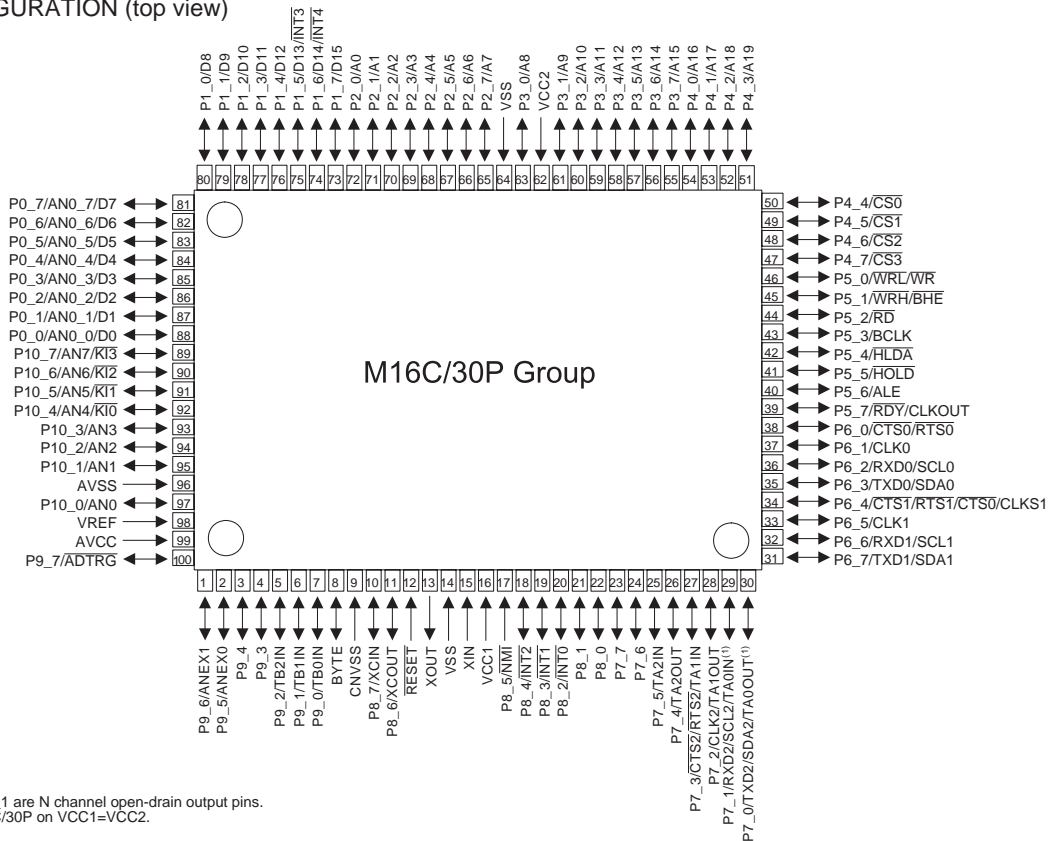 GURATION (top view)
P1_0/D8
P1_1/D9
P1_2/D10
P1_3/D11
P1_4/D12
P1_5/D13/INT3
P1_6/D14/INT4
P1_7/D15
P2_0/A0
P2_1/A1
P2_2/A2
P2_3/A3
P2_4/A4
P2_5/A5
P2_6/A6
P2_7/A7
VSS
P3_0/A8
VCC2
P3_1/A9
P3_2/A10
P3_3/A11
P3_4/A12
P3_5/A13
P3_6/A14
P3_7/A15
P4_0/A16
P4_1/A17
P4_2/A18
P4_3/A19
80 79 78 77 76 75 74 73 72 71 70 69 68 67 66 65 64 63 62 61 60 59 58 57 56 55 54 53 52 51
P0_7/AN0_7/D7 81
P0_6/AN0_6/D6 82
P0_5/AN0_5/D5 83
P0_4/AN0_4/D4 84
P0_3/AN0_3/D3 85
P0_2/AN0_2/D2 86
P0_1/AN0_1/D1 87
P0_0/AN0_0/D0 88
P10_7/AN7/KI3 89
P10_6/AN6/KI2 90
P10_5/AN5/KI1 91
P10_4/AN4/KI0 92
P10_3/AN3 93
P10_2/AN2 94
P10_1/AN1 95
AVSS 96
P10_0/AN0 97
VREF 98
AVCC 99
P9_7/ADTRG 100
M16C/30P Group
50 P4_4/CS0
49 P4_5/CS1
48 P4_6/CS2
47 P4_7/CS3
46 P5_0/WRL/WR
45 P5_1/WRH/BHE
44 P5_2/RD
43 P5_3/BCLK
42 P5_4/HLDA
41 P5_5/HOLD
40 P5_6/ALE
39 P5_7/RDY/CLKOUT
38 P6_0/CTS0/RTS0
37 P6_1/CLK0
36 P6_2/RXD0/SCL0
35 P6_3/TXD0/SDA0
34 P6_4/CTS1/RTS1/CTS0/CLKS1
33 P6_5/CLK1
32 P6_6/RXD1/SCL1
31 P6_7/TXD1/SDA1
1 2 3 4 5 6 7 8 9 10 11 12 13 14 15 16 17 18 19 20 21 22 23 24 25 26 27 28 29 30
P9_6/ANEX1
P9_5/ANEX0
P9_4
P9_3
P9_2/TB2IN
P9_1/TB1IN
P9_0/TB0IN
BYTE
CNVSS
P8_7/XCIN
P8_6/XCOUT
RESET
XOUT
VSS
XIN
VCC1
P8_5/NMI
P8_4/INT2
P8_3/INT1
P8_2/INT0
P8_1
P8_0
P7_7
P7_6
P7_5/TA2IN
P7_4/TA2OUT
P7_3/CTS2/RTS2/TA1IN
P7_2/CLK2/TA1OUT
P7_1/RXD2/SCL2/TA0IN(1)
P7_0/TXD2/SDA2/TA0OUT(1)
_1 are N channel open-drain output pins.
/30P on VCC1=VCC2.